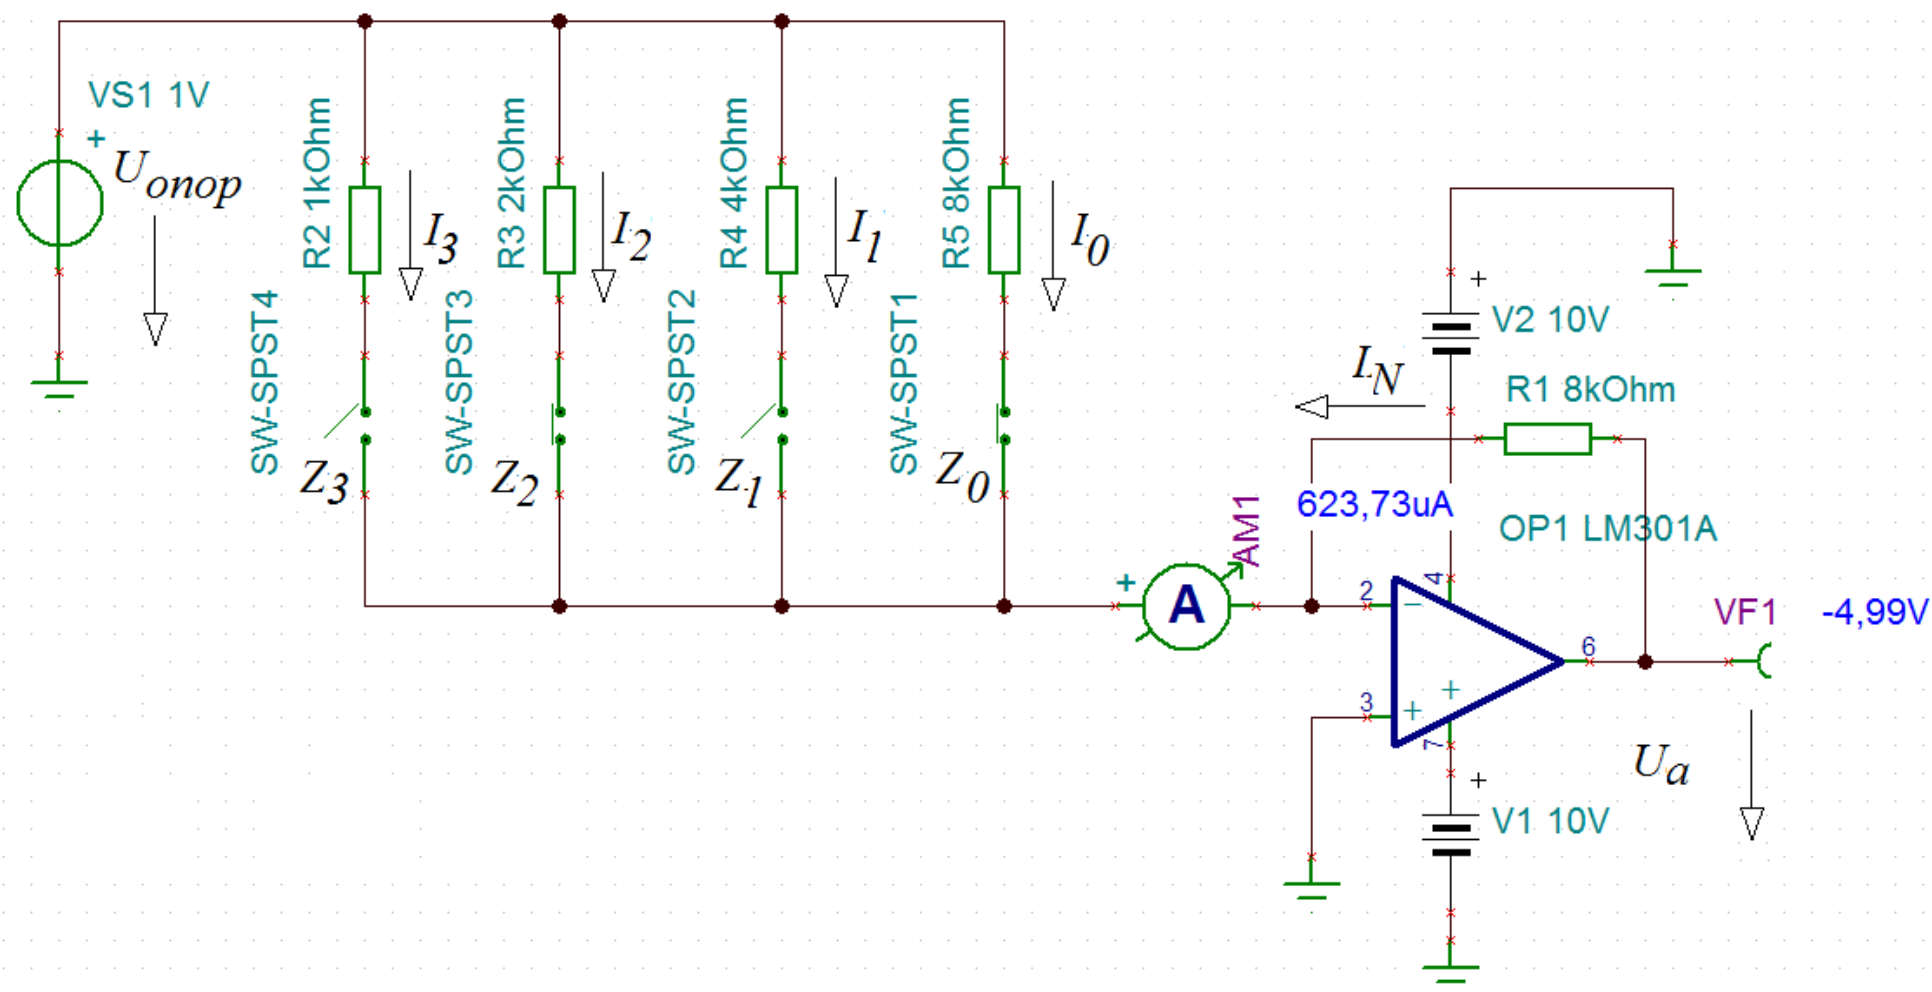 VS1 1V
+
Uопор
R2 1kOhm
I3
R3 2kOhm
I2
R4 4kOhm
I1
R5 8kOhm
I0
SW-SPST4
Z3
SW-SPST3
Z2
SW-SPST2
Z1
SW-SPST1
Z0
+
V2 10V
IN
R1 8kOhm
623,73uA
AM1
+
A
OP1 LM301A
2
−
4
6
3
+
+
7
VF1
-4,99V
Ua
+
V1 10V